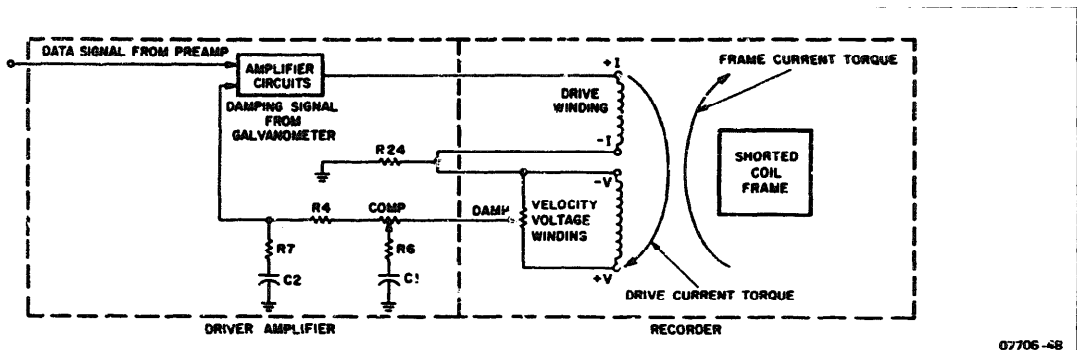 DATA SIGNAL FROM PREAMP
AMPLIFIER
CIRCUITS
DAMPING SIGNAL
FROM
GALVANOMETER
+I
DRIVE
WINDING
-I
FRAME CURRENT TORQUE
SHORTED
COIL
FRAME
R24
-V
VELOCITY
VOLTAGE
WINDING
+V
DAMP
R4
COMP
R7
C2
R6
C1
DRIVE CURRENT TORQUE
DRIVER AMPLIFIER
RECORDER
07706-68